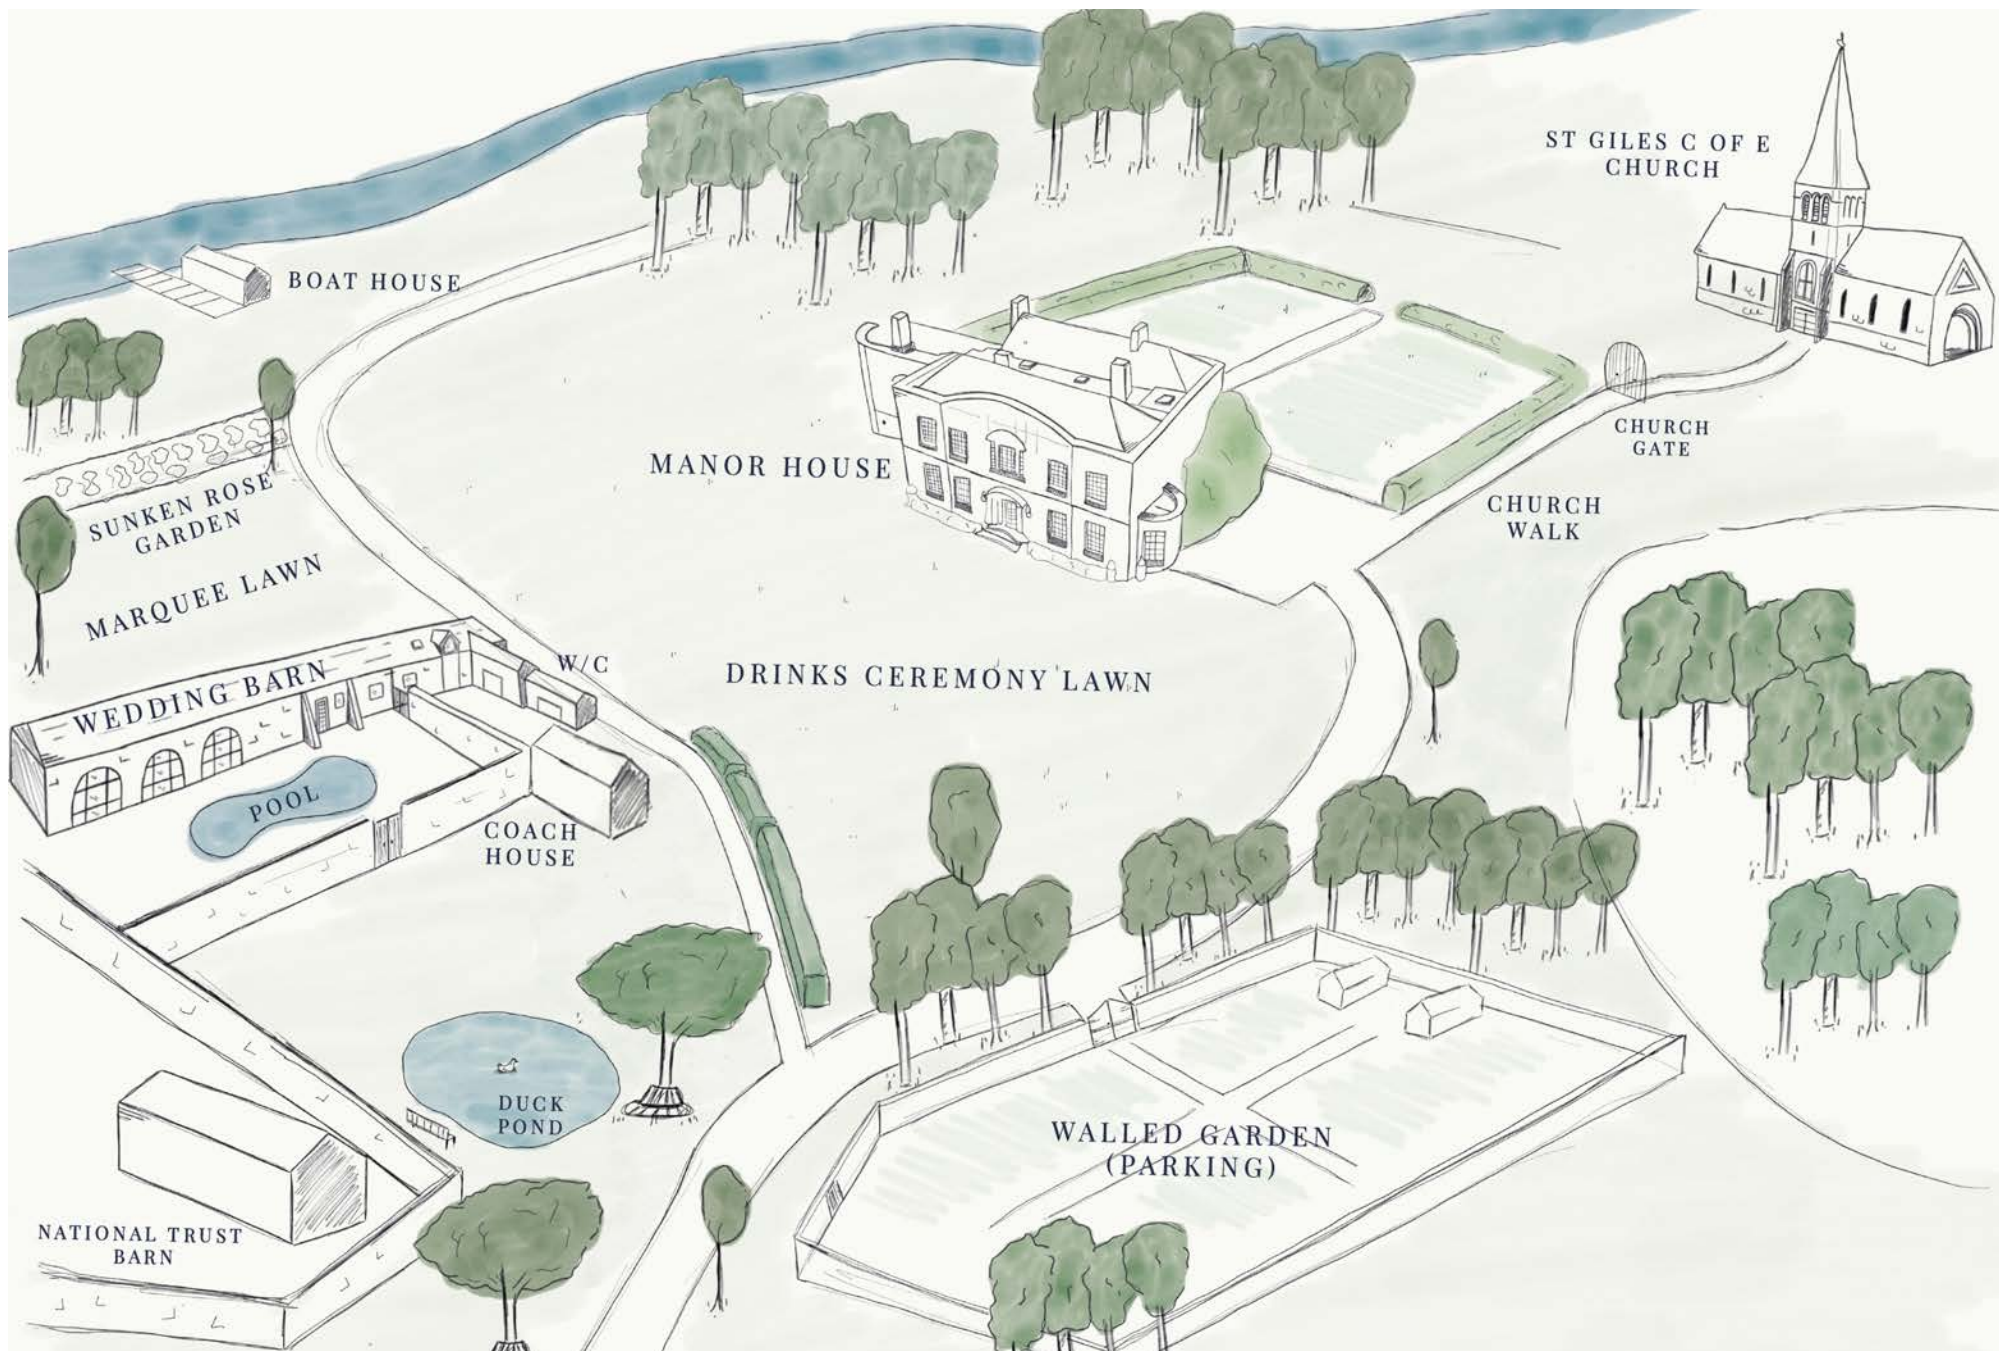 ST GILES C OF E
CHURCH
BOAT HOUSE
CHURCH
GATE
MANOR HOUSE
SUNKEN ROSE
GARDEN
CHURCH
WALK
MARQUEE LAWN
W/C
DRINKS CEREMONY LAWN
WEDDING BARN
POOL
COACH
HOUSE
DUCK
POND
WALLED GARDEN
(PARKING)
NATIONAL TRUST
BARN